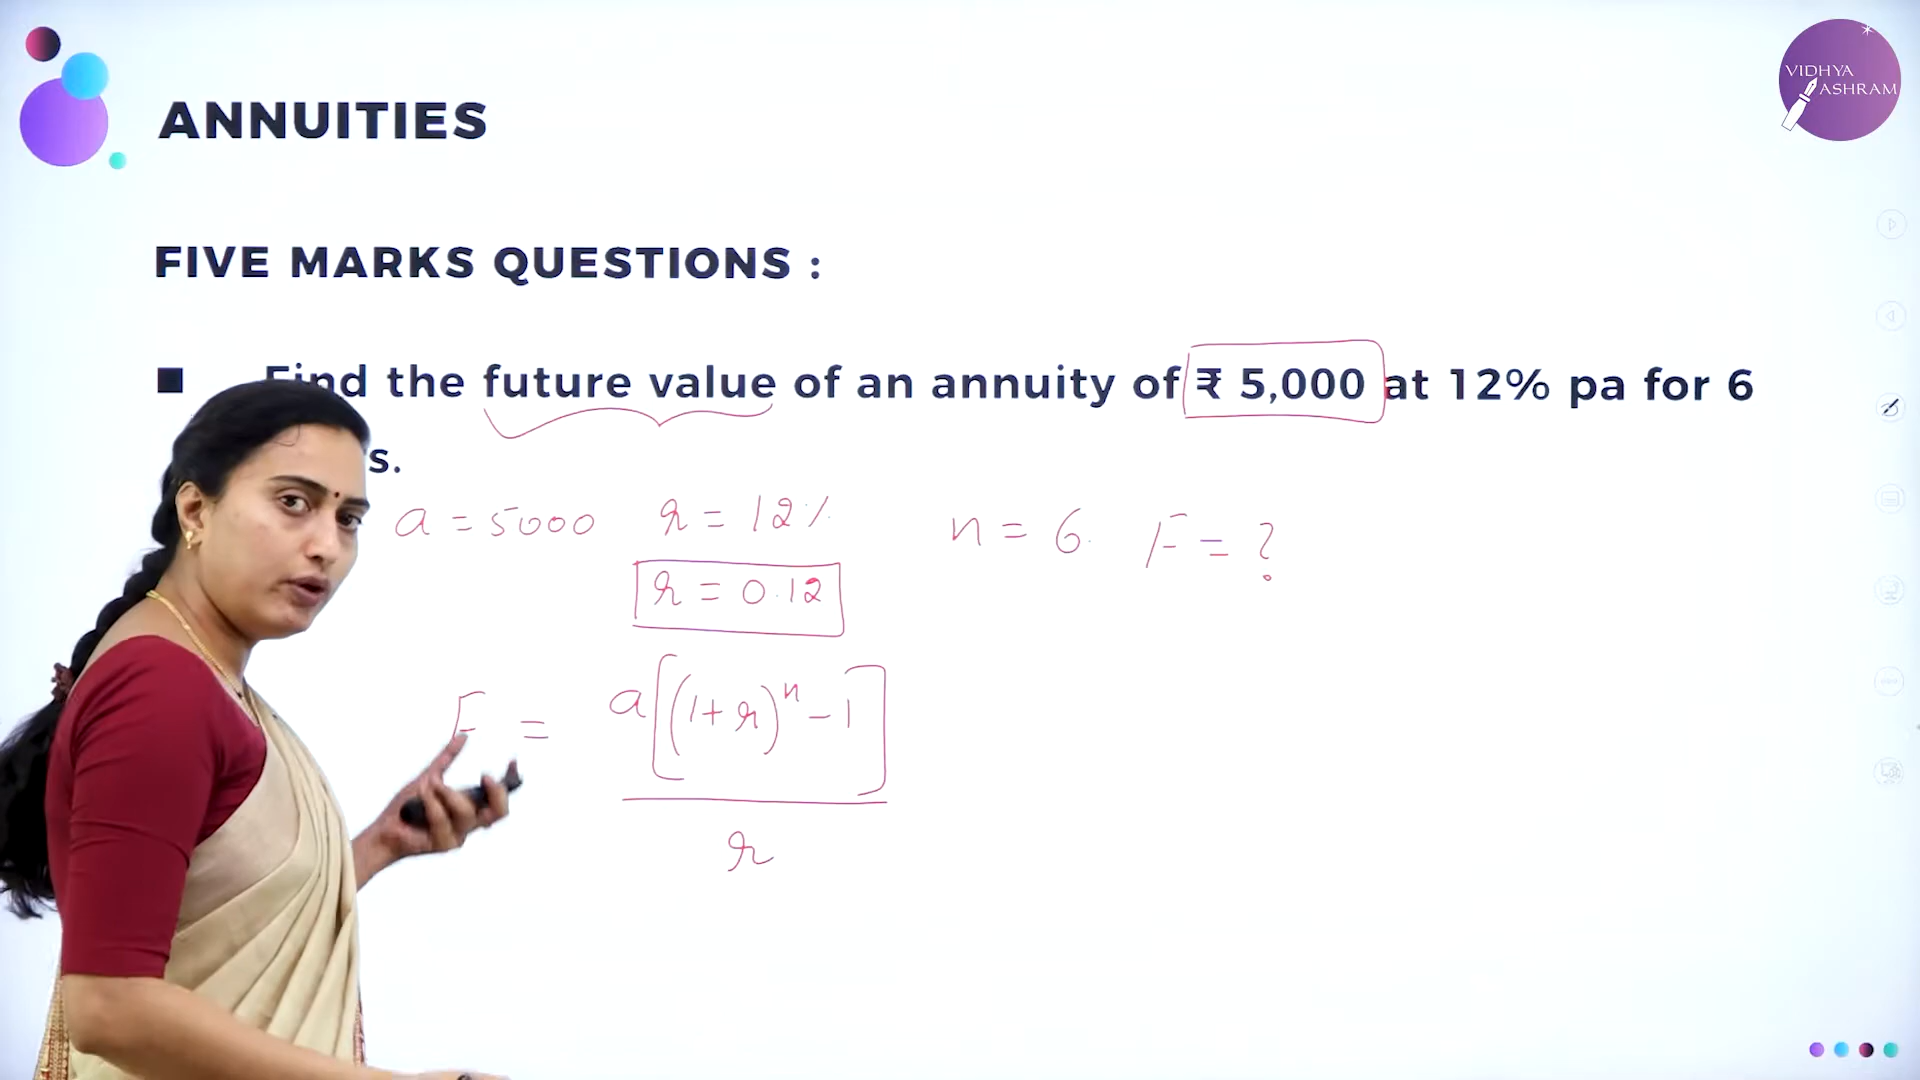 VIDHYA
ASHRAM
ANNUITIES
FIVE MARKS QUESTIONS :
Find the future value of an annuity of ₹ 5,000 at 12% pa for 6
s.
a = 5000 r = 12% n = 6. F = ?
r = 0.12
F = a[(1+r)^n - 1]
r